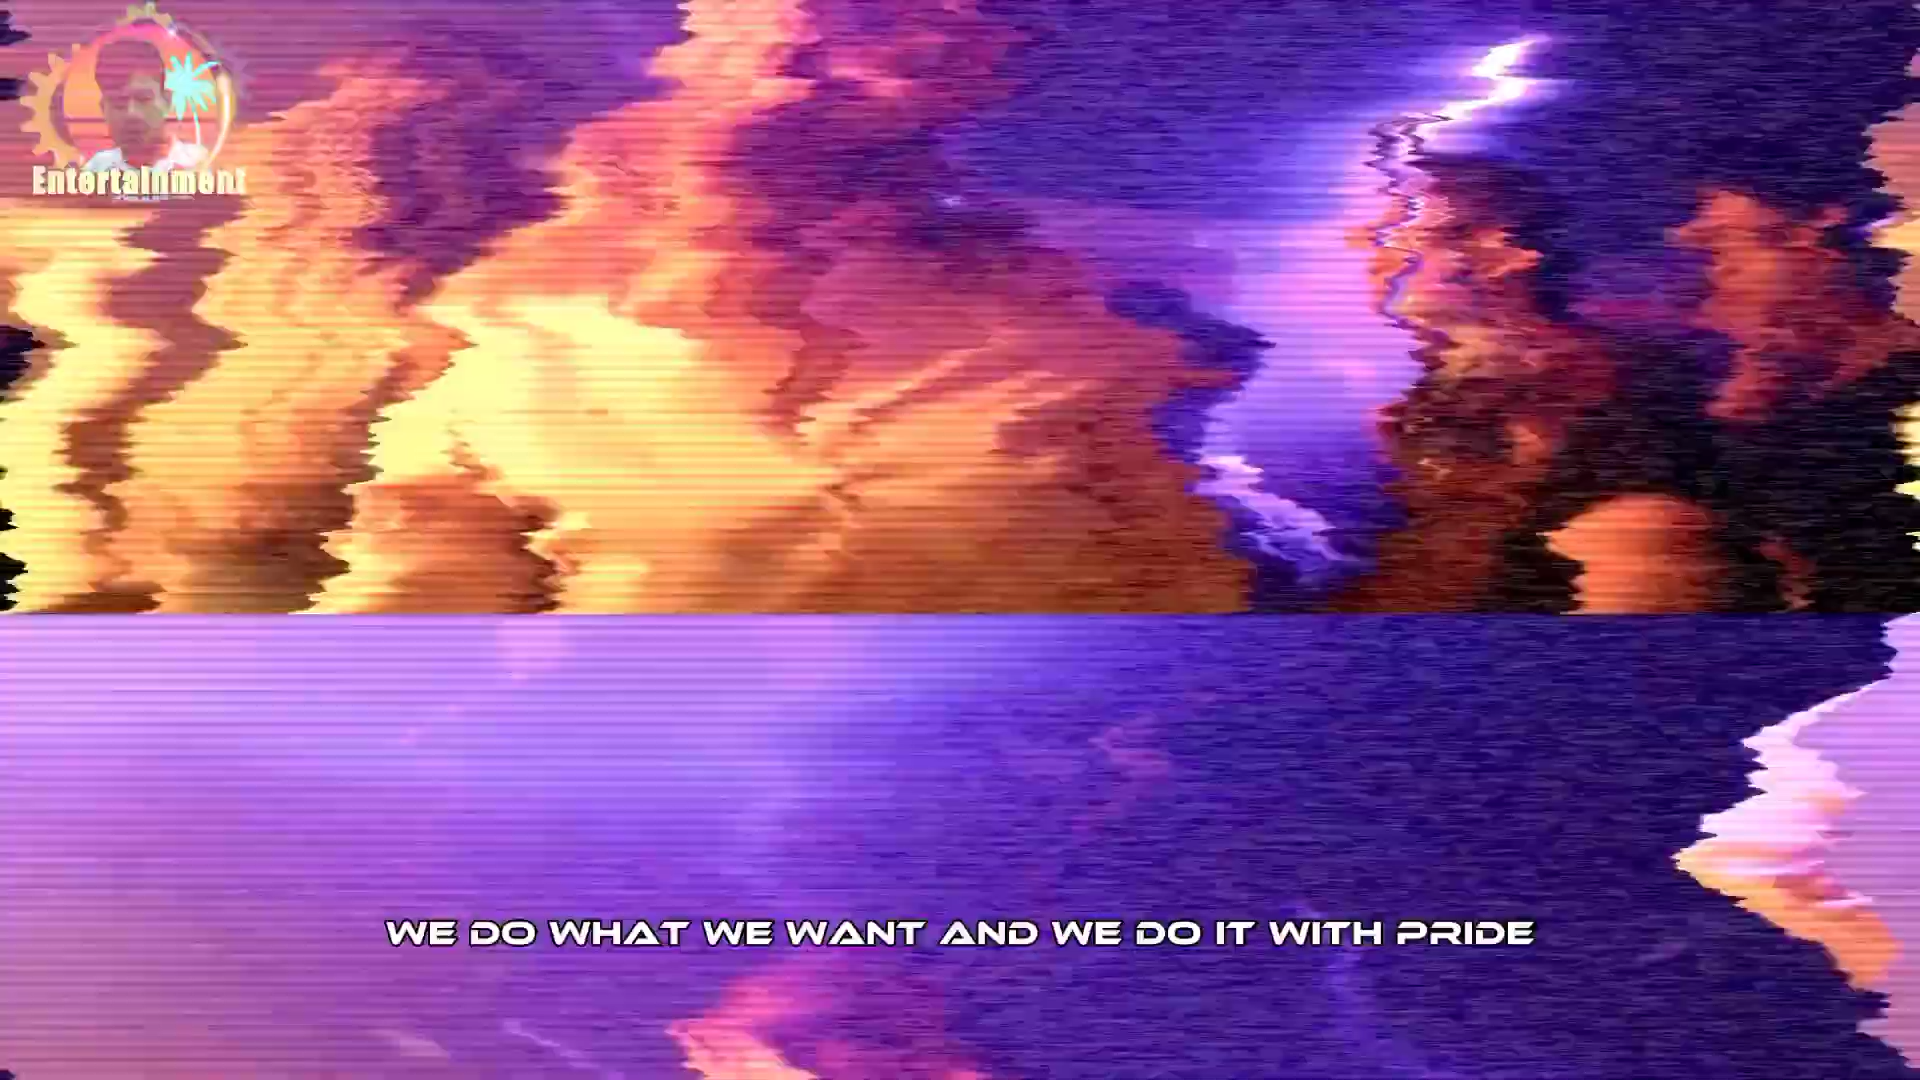 Entertainment
WE DO WHAT WE WANT AND WE DO IT WITH PRIDE